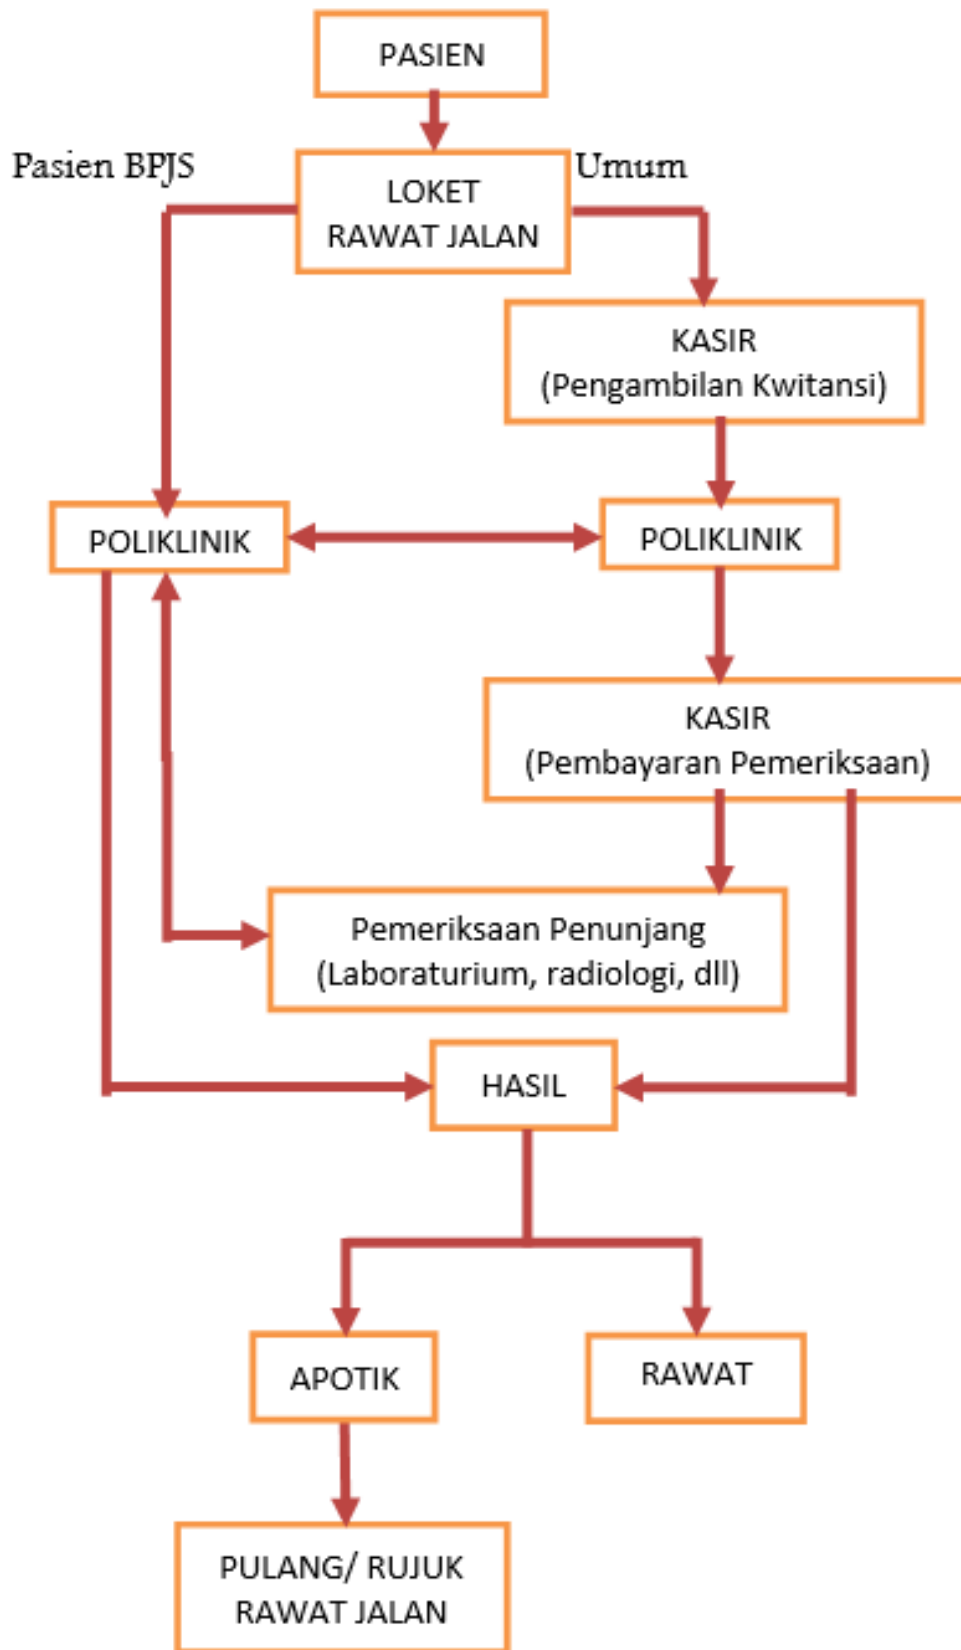 PASIEN
Pasien BPJS
Umum
LOKET
RAWAT JALAN
KASIR
(Pengambilan Kwitansi)
POLIKLINIK
POLIKLINIK
KASIR
(Pembayaran Pemeriksaan)
Pemeriksaan Penunjang
(Laboraturium, radiologi, dll)
HASIL
APOTIK
RAWAT
PULANG/ RUJUK
RAWAT JALAN